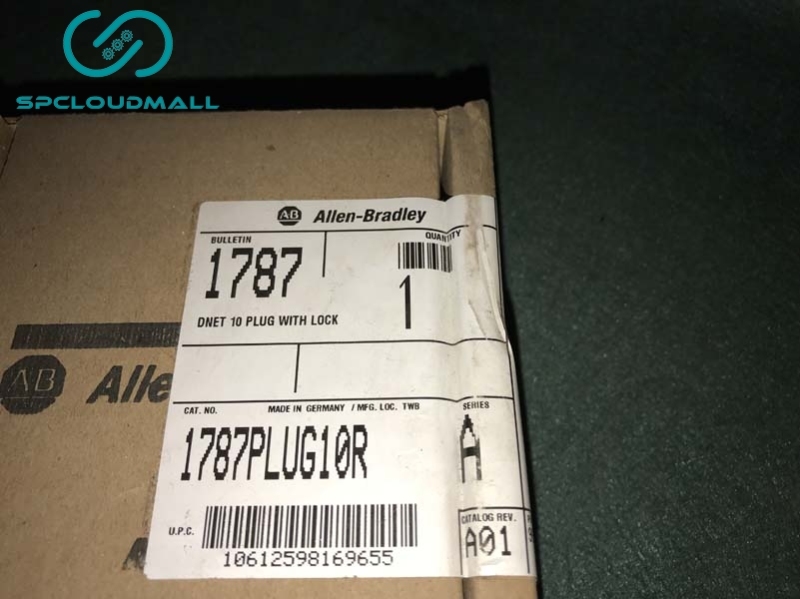 SPCLOUDMALL
AB Allen-Bradley
BULLETIN
QUANTITY
1787
1
DNET 10 PLUG WITH LOCK
AB Alle
CAT. NO.
MADE IN GERMANY / MFG. LOC. TWB
SERIES
1787PLUG10R
A
U.P.C.
10612598169655
CATALOG REV.
A01